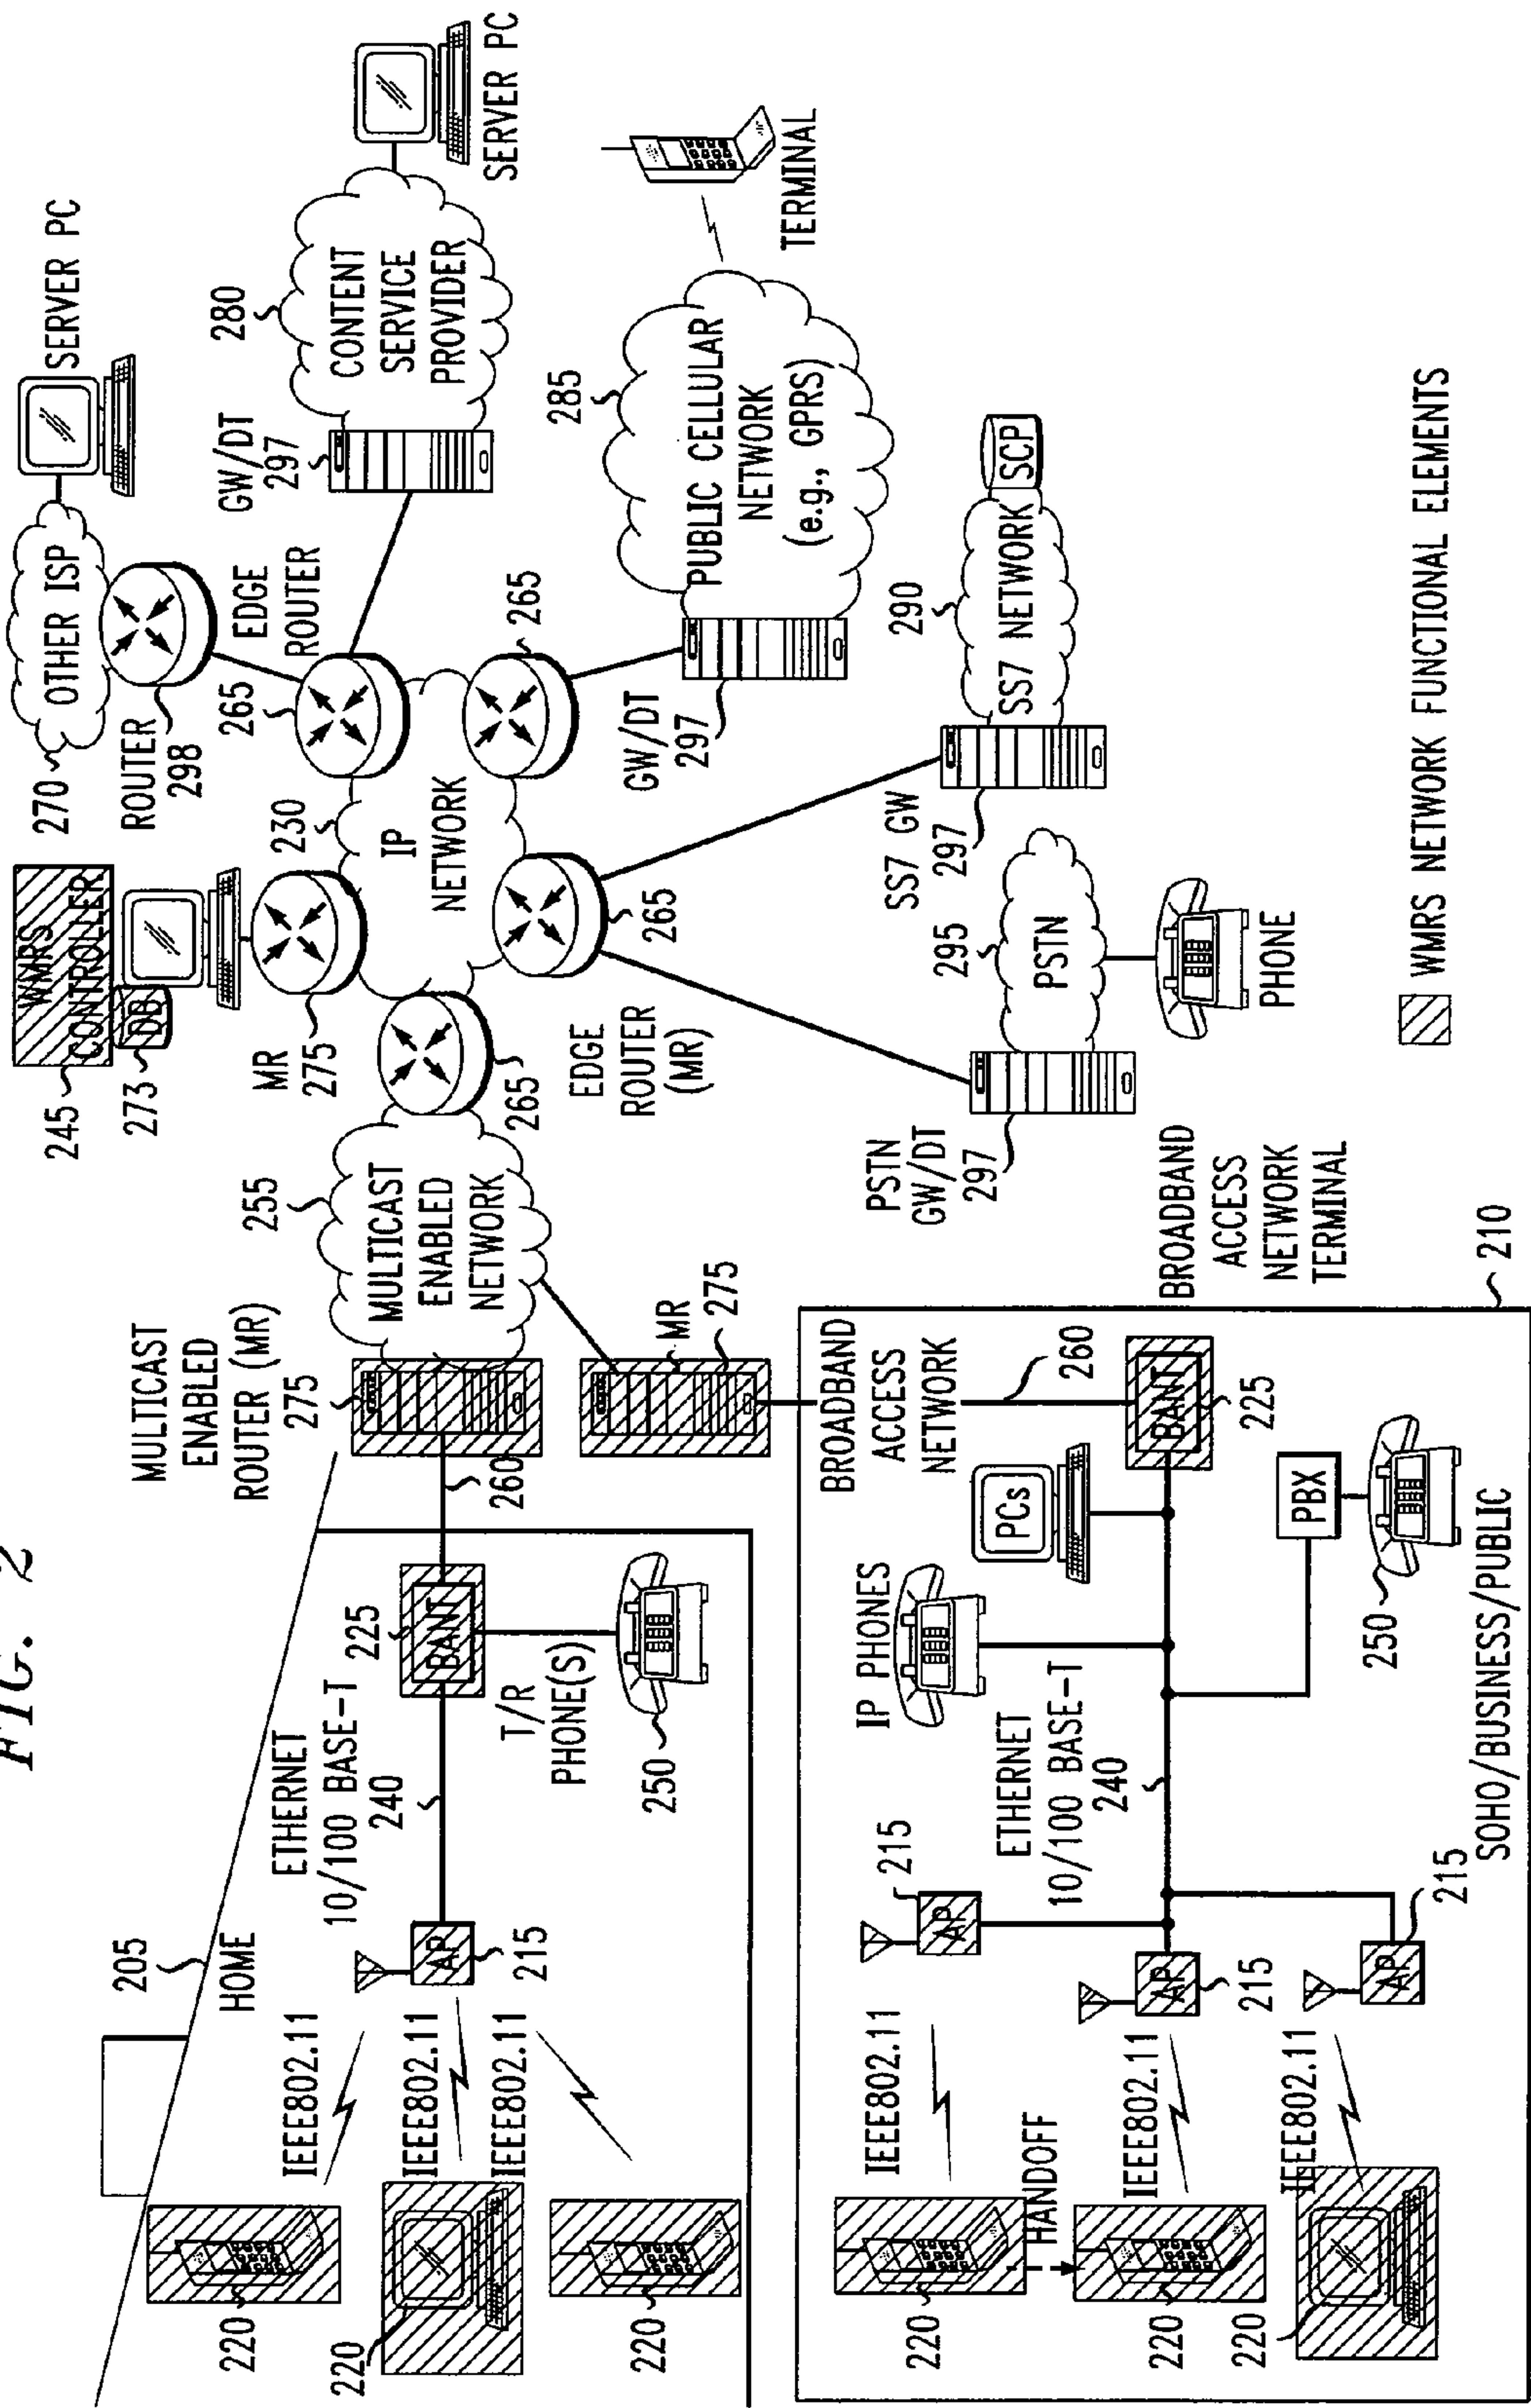 FIG. 2
270
OTHER ISP
SERVER PC
ROUTER
298
245
WMRS
CONTROLLER
273
DB
MR
275
265
EDGE
ROUTER
280
CONTENT
SERVICE
PROVIDER
SERVER PC
GW/DT
297
230
IP
NETWORK
265
285
PUBLIC CELLULAR
NETWORK
(e.g., GPRS)
TERMINAL
GW/DT
297
265
265
EDGE
ROUTER
(MR)
255
MULTICAST
ENABLED
NETWORK
MULTICAST
ENABLED
ROUTER (MR)
275
MR
275
290
SS7 NETWORK
SCP
SS7 GW
297
295
PSTN
PHONE
PSTN
GW/DT
297
205
HOME
220
220
220
IEEE802.11
IEEE802.11
IEEE802.11
AP
215
ETHERNET
10/100 BASE-T
240
225
BANT
260
T/R
PHONE(S)
250
BROADBAND
ACCESS
NETWORK
260
BROADBAND
ACCESS
NETWORK
TERMINAL
210
BANT
225
IP PHONES
PCs
PBX
250
ETHERNET
10/100 BASE-T
240
215
AP
AP
215
AP
215
IEEE802.11
IEEE802.11
IEEE802.11
HANDOFF
220
220
220
SOHO/BUSINESS/PUBLIC
WMRS NETWORK FUNCTIONAL ELEMENTS